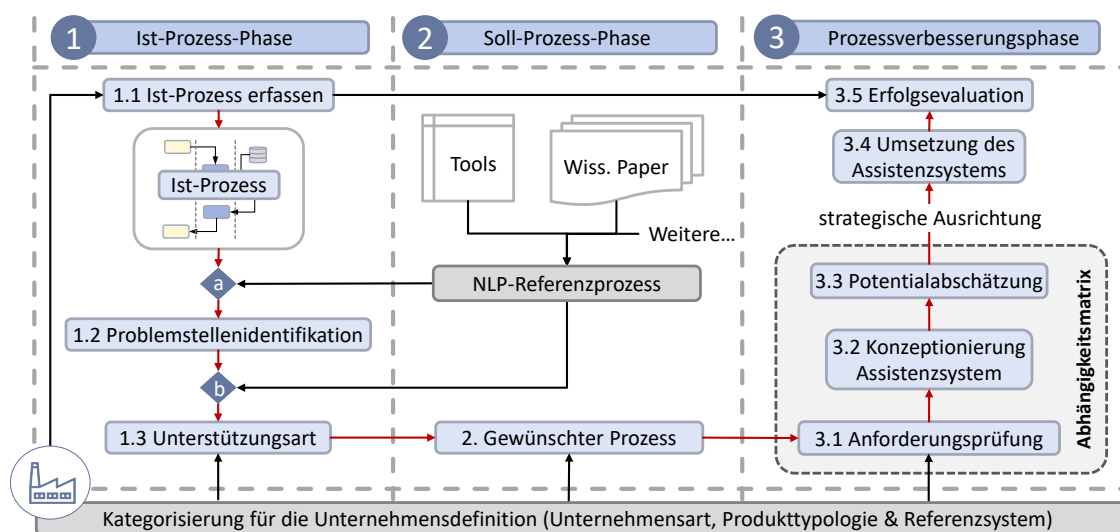 1
Ist-Prozess-Phase
2
Soll-Prozess-Phase
3
Prozessverbesserungsphase
1.1 Ist-Prozess erfassen
Ist-Prozess
a
1.2 Problemstellenidentifikation
b
1.3 Unterstützungsart
Tools
Wiss. Paper
Weitere...
NLP-Referenzprozess
2. Gewünschter Prozess
3.5 Erfolgsevaluation
3.4 Umsetzung des
Assistenzsystems
strategische Ausrichtung
3.3 Potentialabschätzung
3.2 Konzeptionierung
Assistenzsystem
3.1 Anforderungsprüfung
Abhängigkeitsmatrix
Kategorisierung für die Unternehmensdefinition (Unternehmensart, Produkttypologie & Referenzsystem)